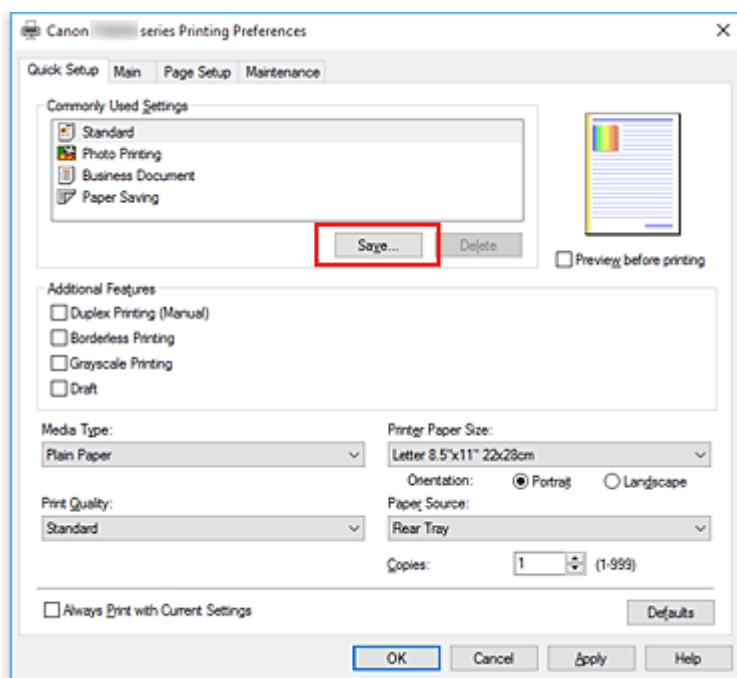 Canon series Printing Preferences
Quick Setup Main Page Setup Maintenance
Commonly Used Settings
Standard
Photo Printing
Business Document
Paper Saving
Save... Delete
Preview before printing
Additional Features
Duplex Printing (Manual)
Borderless Printing
Grayscale Printing
Draft
Media Type: Printer Paper Size:
Plain Paper Letter 8.5"x11" 22x28cm
Orientation: Portrait Landscape
Print Quality: Paper Source:
Standard Rear Tray
Copies: 1 (1-999)
Always Print with Current Settings Defaults
OK Cancel Apply Help